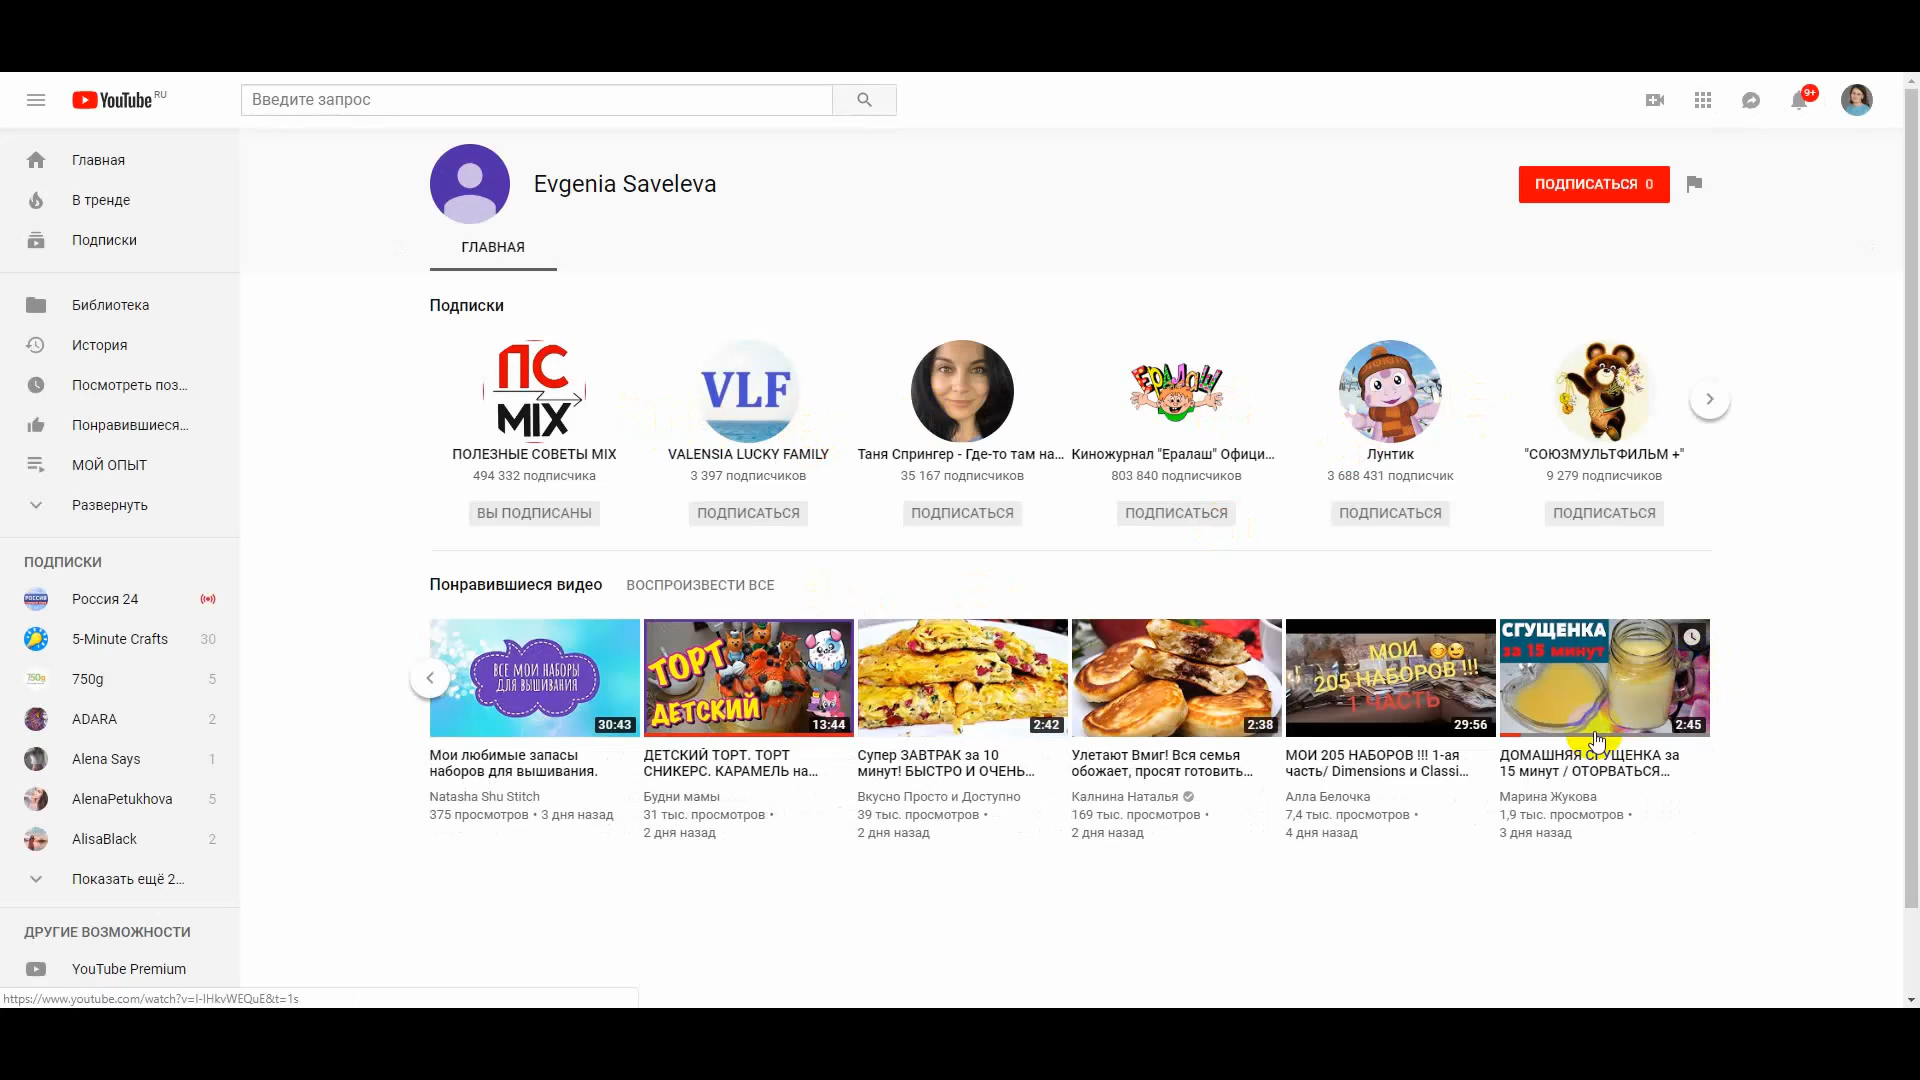 YouTube RU
Введите запрос
9+
Главная
В тренде
Подписки
Библиотека
История
Посмотреть поз...
Понравившиеся...
МОЙ ОПЫТ
Развернуть
ПОДПИСКИ
РОССИЯ
Россия 24
5-Minute Crafts 30
750g
750g 5
ADARA 2
Alena Says 1
AlenaPetukhova 5
AlisaBlack 2
Показать ещё 2...
ДРУГИЕ ВОЗМОЖНОСТИ
YouTube Premium
https://www.youtube.com/watch?v=I-IHkvWEQuE&t=1s
Evgenia Saveleva
ПОДПИСАТЬСЯ 0
ГЛАВНАЯ
Подписки
ПС
MIX
VLF
ЕРАЛАШ
ПОЛЕЗНЫЕ СОВЕТЫ MIX
494 332 подписчика
ВЫ ПОДПИСАНЫ
VALENSIA LUCKY FAMILY
3 397 подписчиков
ПОДПИСАТЬСЯ
Таня Спрингер - Где-то там на...
35 167 подписчиков
ПОДПИСАТЬСЯ
Киножурнал "Ералаш" Офици...
803 840 подписчиков
ПОДПИСАТЬСЯ
Лунтик
3 688 431 подписчик
ПОДПИСАТЬСЯ
"СОЮЗМУЛЬТФИЛЬМ +"
9 279 подписчиков
ПОДПИСАТЬСЯ
Понравившиеся видео ВОСПРОИЗВЕСТИ ВСЕ
ВСЕ МОИ НАБОРЫ
ДЛЯ ВЫШИВАНИЯ
30:43
Мои любимые запасы
наборов для вышивания.
Natasha Shu Stitch
375 просмотров • 3 дня назад
ТОРТ
ДЕТСКИЙ
13:44
ДЕТСКИЙ ТОРТ. ТОРТ
СНИКЕРС. КАРАМЕЛЬ на...
Будни мамы
31 тыс. просмотров •
2 дня назад
2:42
Супер ЗАВТРАК за 10
минут! БЫСТРО И ОЧЕНЬ...
Вкусно Просто и Доступно
39 тыс. просмотров •
2 дня назад
2:38
Улетают Вмиг! Вся семья
обожает, просят готовить...
Калнина Наталья
169 тыс. просмотров •
2 дня назад
МОИ
205 НАБОРОВ !!!
1 ЧАСТЬ
29:56
МОИ 205 НАБОРОВ !!! 1-ая
часть/ Dimensions и Classi...
Алла Белочка
7,4 тыс. просмотров •
4 дня назад
СГУЩЕНКА
за 15 минут
2:45
ДОМАШНЯЯ СГУЩЕНКА за
15 минут / ОТОРВАТЬСЯ...
Марина Жукова
1,9 тыс. просмотров •
3 дня назад